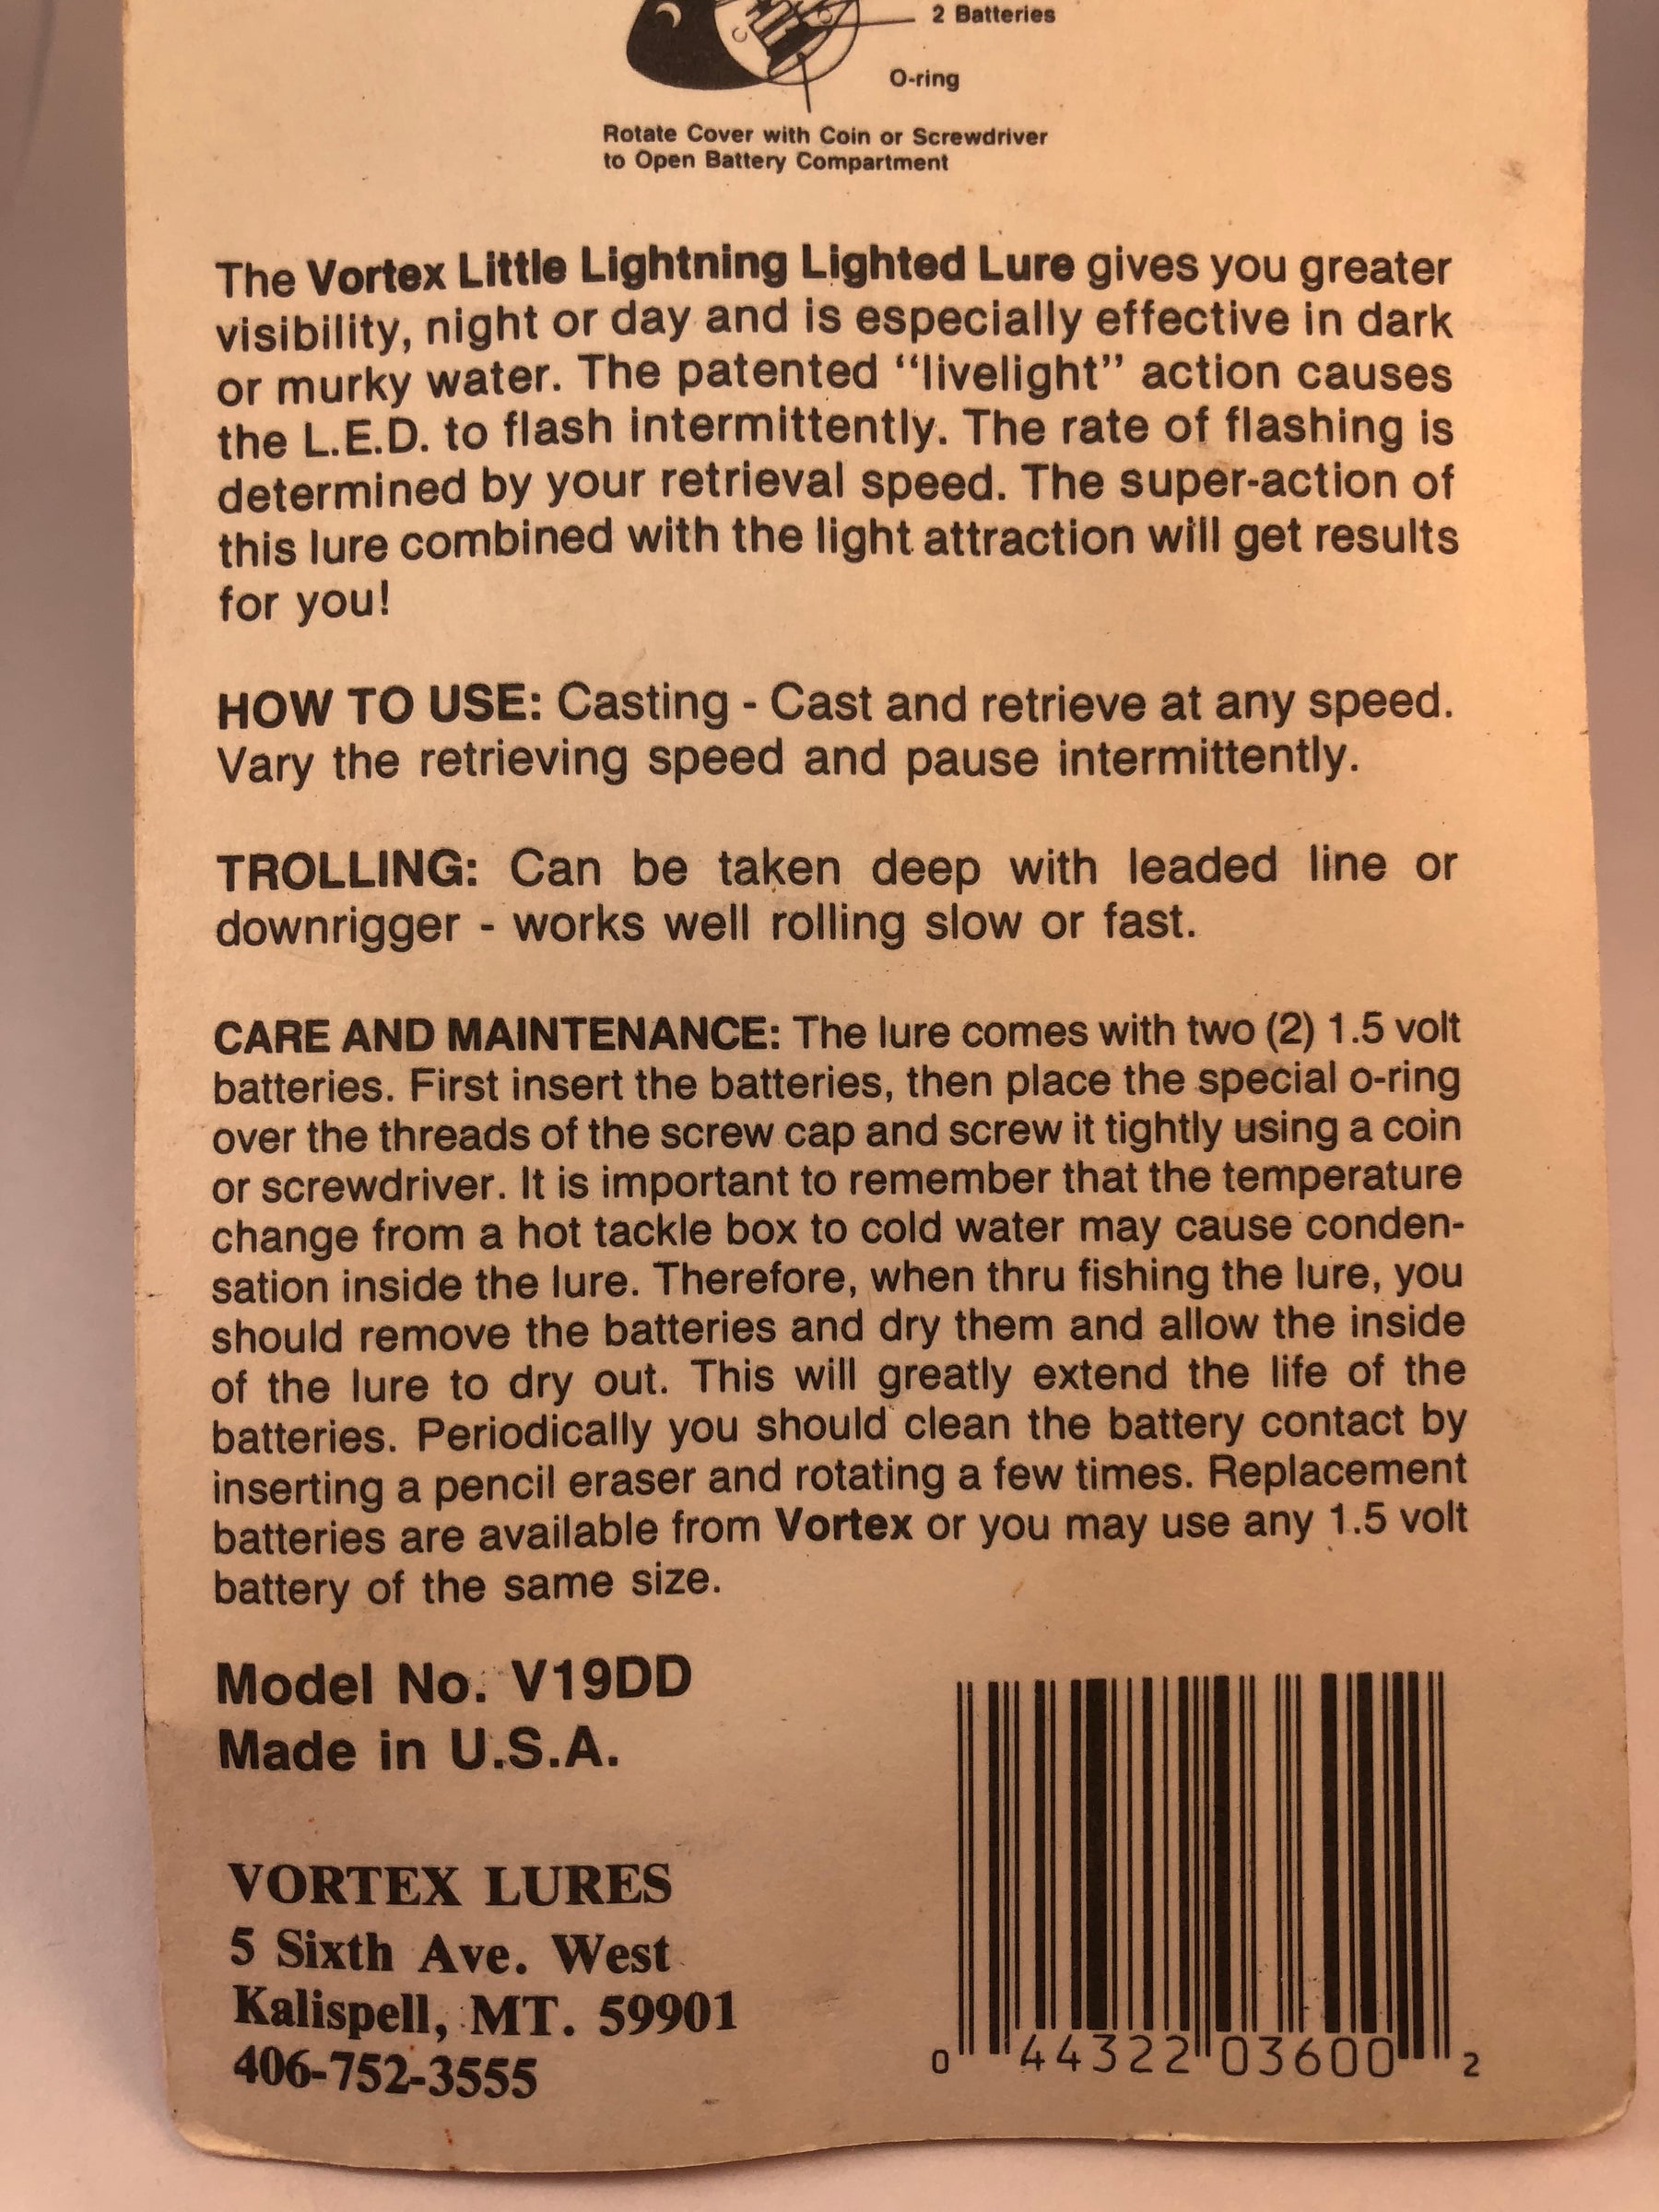 2 Batteries
O-ring
Rotate Cover with Coin or Screwdriver
to Open Battery Compartment
The Vortex Little Lightning Lighted Lure gives you greater
visibility, night or day and is especially effective in dark
or murky water. The patented “livelight” action causes
the L.E.D. to flash intermittently. The rate of flashing is
determined by your retrieval speed. The super-action of
this lure combined with the light attraction will get results
for you!
HOW TO USE: Casting - Cast and retrieve at any speed.
Vary the retrieving speed and pause intermittently.
TROLLING: Can be taken deep with leaded line or
downrigger - works well rolling slow or fast.
CARE AND MAINTENANCE: The lure comes with two (2) 1.5 volt
batteries. First insert the batteries, then place the special o-ring
over the threads of the screw cap and screw it tightly using a coin
or screwdriver. It is important to remember that the temperature
change from a hot tackle box to cold water may cause conden-
sation inside the lure. Therefore, when thru fishing the lure, you
should remove the batteries and dry them and allow the inside
of the lure to dry out. This will greatly extend the life of the
batteries. Periodically you should clean the battery contact by
inserting a pencil eraser and rotating a few times. Replacement
batteries are available from Vortex or you may use any 1.5 volt
battery of the same size.
Model No. V19DD
Made in U.S.A.
VORTEX LURES
5 Sixth Ave. West
Kalispell, MT. 59901
406-752-3555
0 44322 03600 2